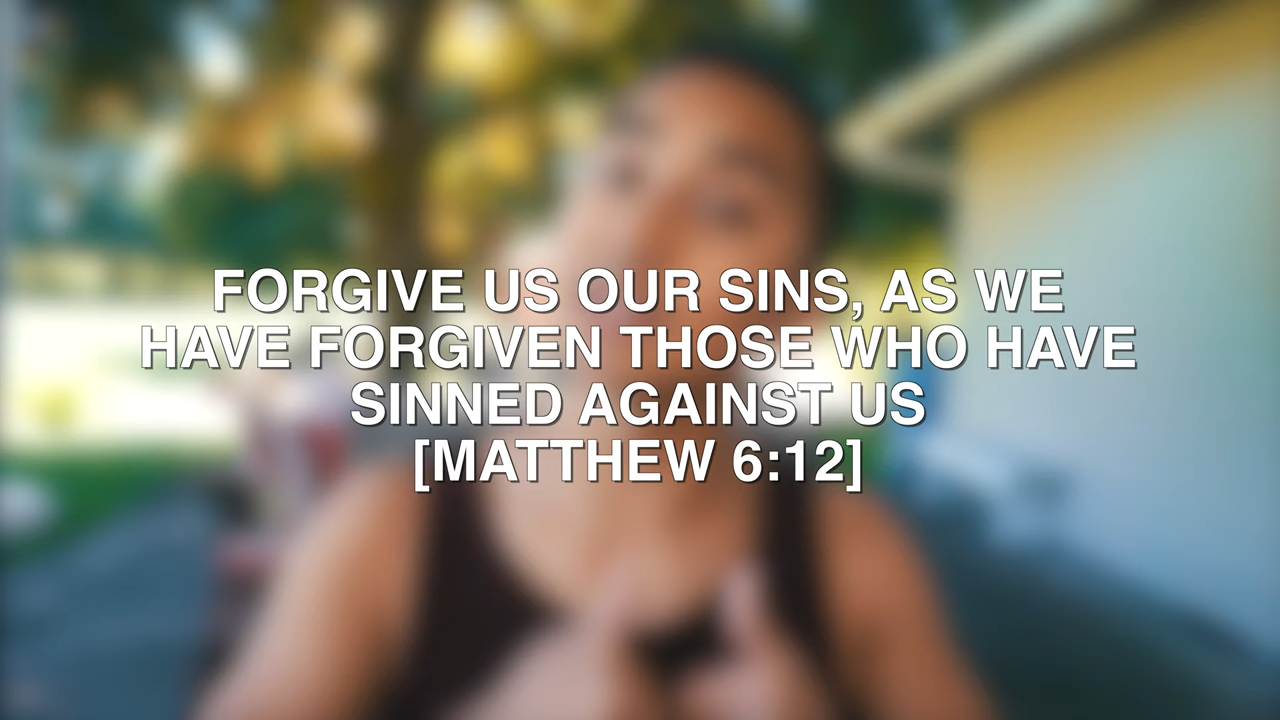 FORGIVE US OUR SINS, AS WE
HAVE FORGIVEN THOSE WHO HAVE
SINNED AGAINST US
[MATTHEW 6:12]